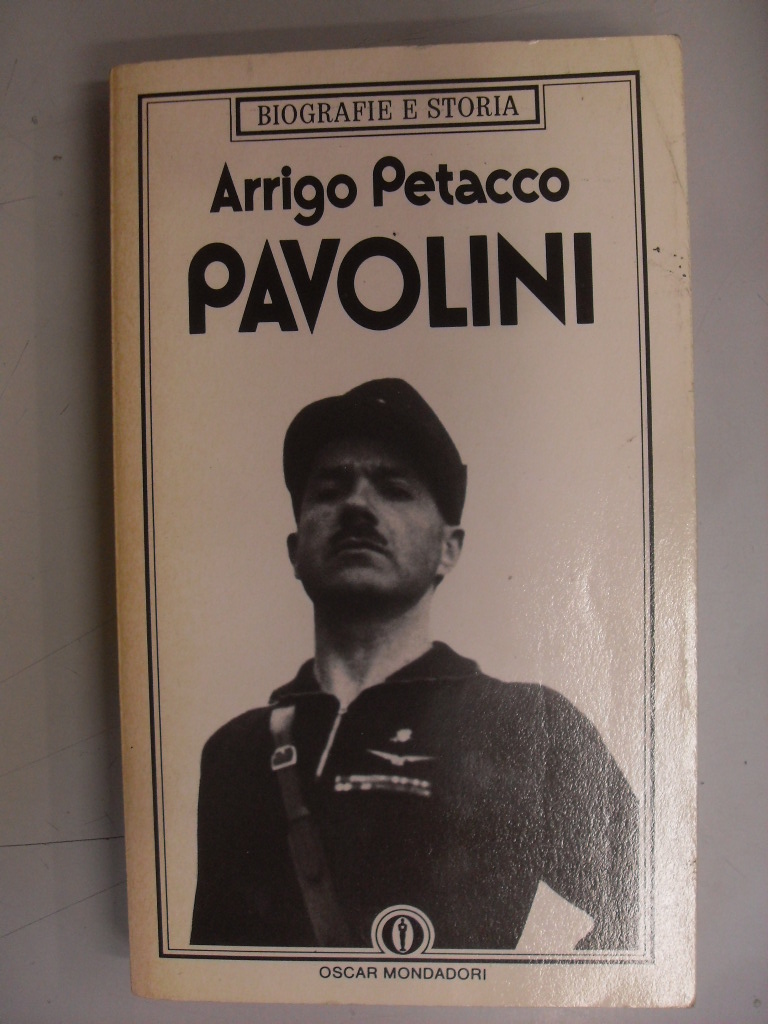 BIOGRAFIE E STORIA
Arrigo Petacco
PAVOLINI
OSCAR MONDADORI